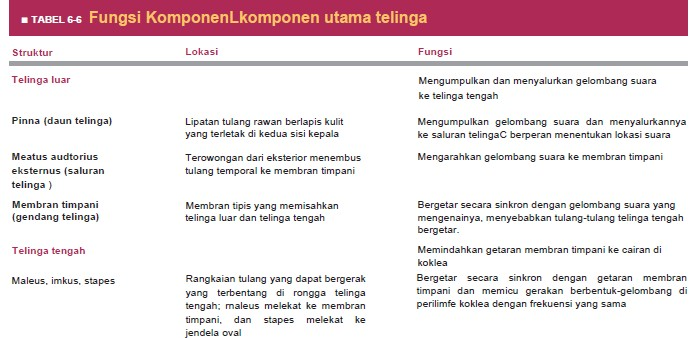 ■ TABEL 6-6 Fungsi KomponenLkomponen utama telinga
Struktur Lokasi Fungsi
Telinga luar Mengumpulkan dan menyalurkan gelombang suara
ke telinga tengah
Pinna (daun telinga) Lipatan tulang rawan berlapis kulit Mengumpulkan gelombang suara dan menyalurkannya
yang terletak di kedua sisi kepala ke saluran telingaC berperan menentukan lokasi suara
Meatus audtorius Terowongan dari eksterior menembus Mengarahkan gelombang suara ke membran timpani
eksternus (saluran tulang temporal ke membran timpani
telinga )
Membran timpani Membran tipis yang memisahkan Bergetar secara sinkron dengan gelombang suara yang
(gendang telinga) telinga luar dan telinga tengah mengenainya, menyebabkan tulang-tulang telinga tengah
bergetar.
Telinga tengah Memindahkan getaran membran timpani ke cairan di
koklea
Maleus, imkus, stapes Rangkaian tulang yang dapat bergerak Bergetar secara sinkron dengan getaran membran
yang terbentang di rongga telinga timpani dan memicu gerakan berbentuk-gelombang di
tengah; rnaleus melekat ke membran perilimfe koklea dengan frekuensi yang sama
timpani, dan stapes melekat ke
jendela oval